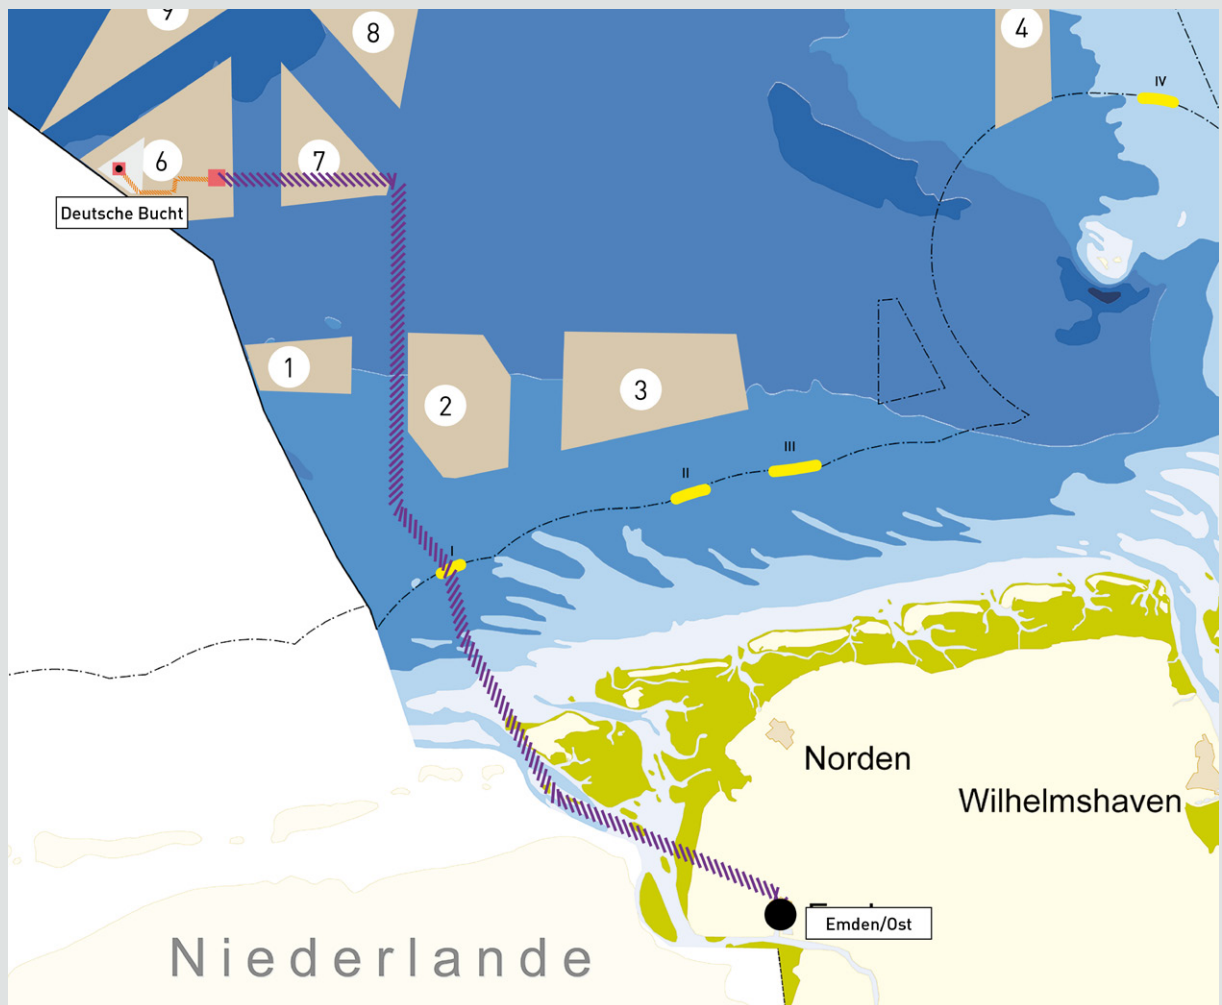 9
8
4
IV
6
7
Deutsche Bucht
1
2
3
III
II
I
Norden
Wilhelmshaven
Emden/Ost
Niederlande